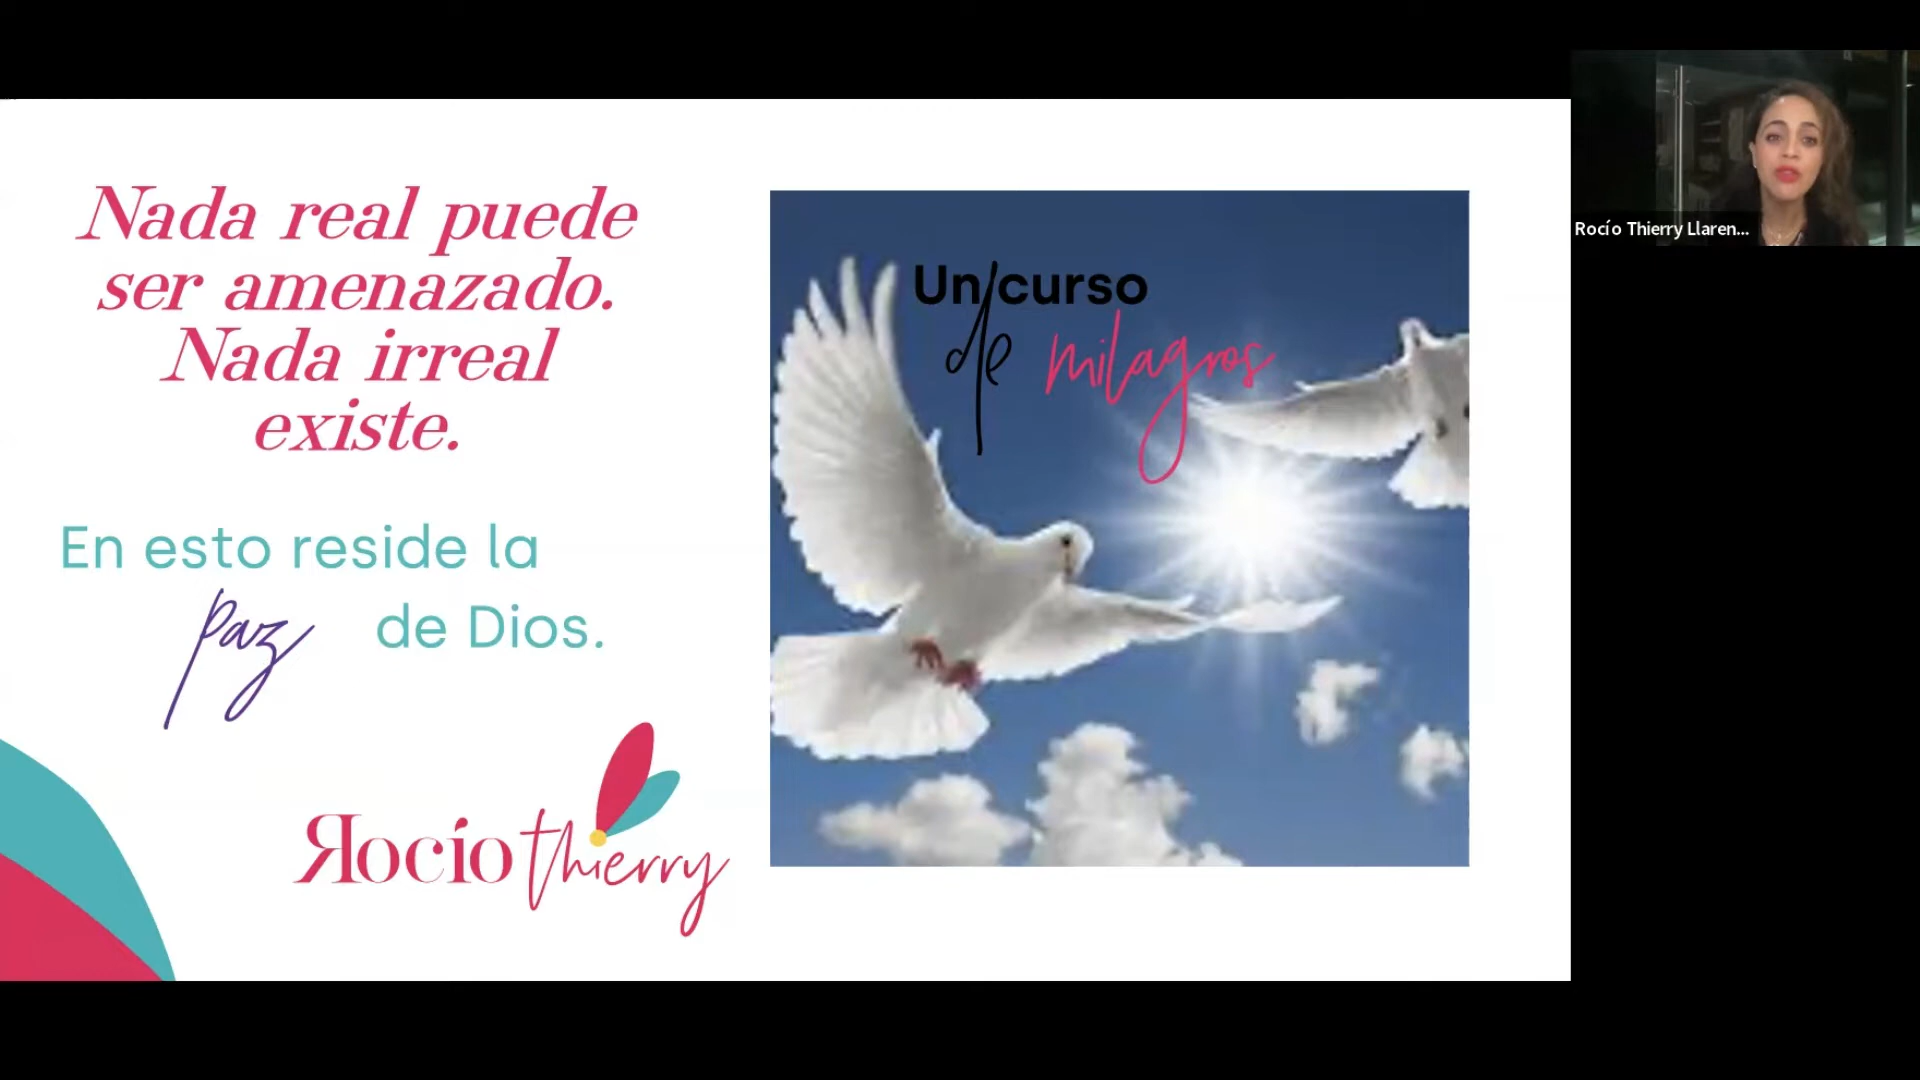 Nada real puede
ser amenazado.
Nada irreal
existe.
En esto reside la
paz de Dios.
Rocío thierry
Un curso
de milagros
Rocío Thierry Llaren...